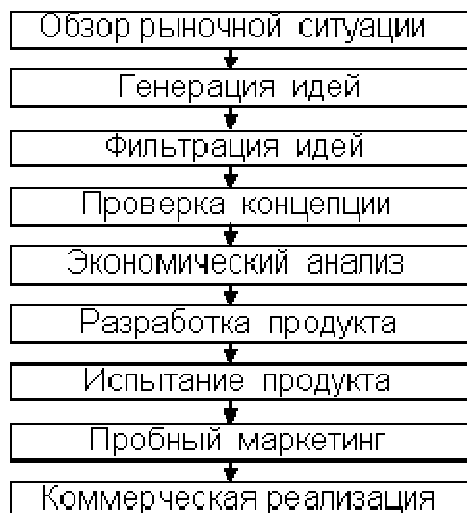 Обзор рыночной ситуации
Генерация идей
Фильтрация идей
Проверка концепции
Экономический анализ
Разработка продукта
Испытание продукта
Пробный маркетинг
Коммерческая реализация